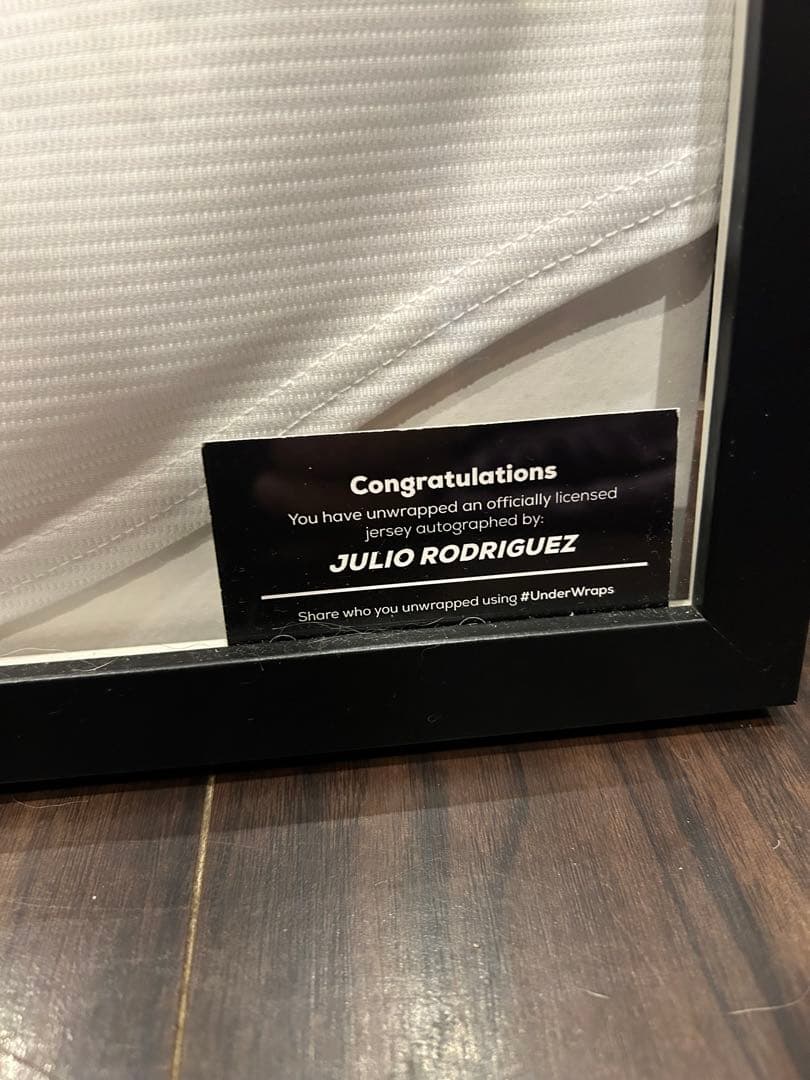 Congratulations
You have unwrapped an officially licensed
jersey autographed by:
JULIO RODRIGUEZ
Share who you unwrapped using #UnderWraps